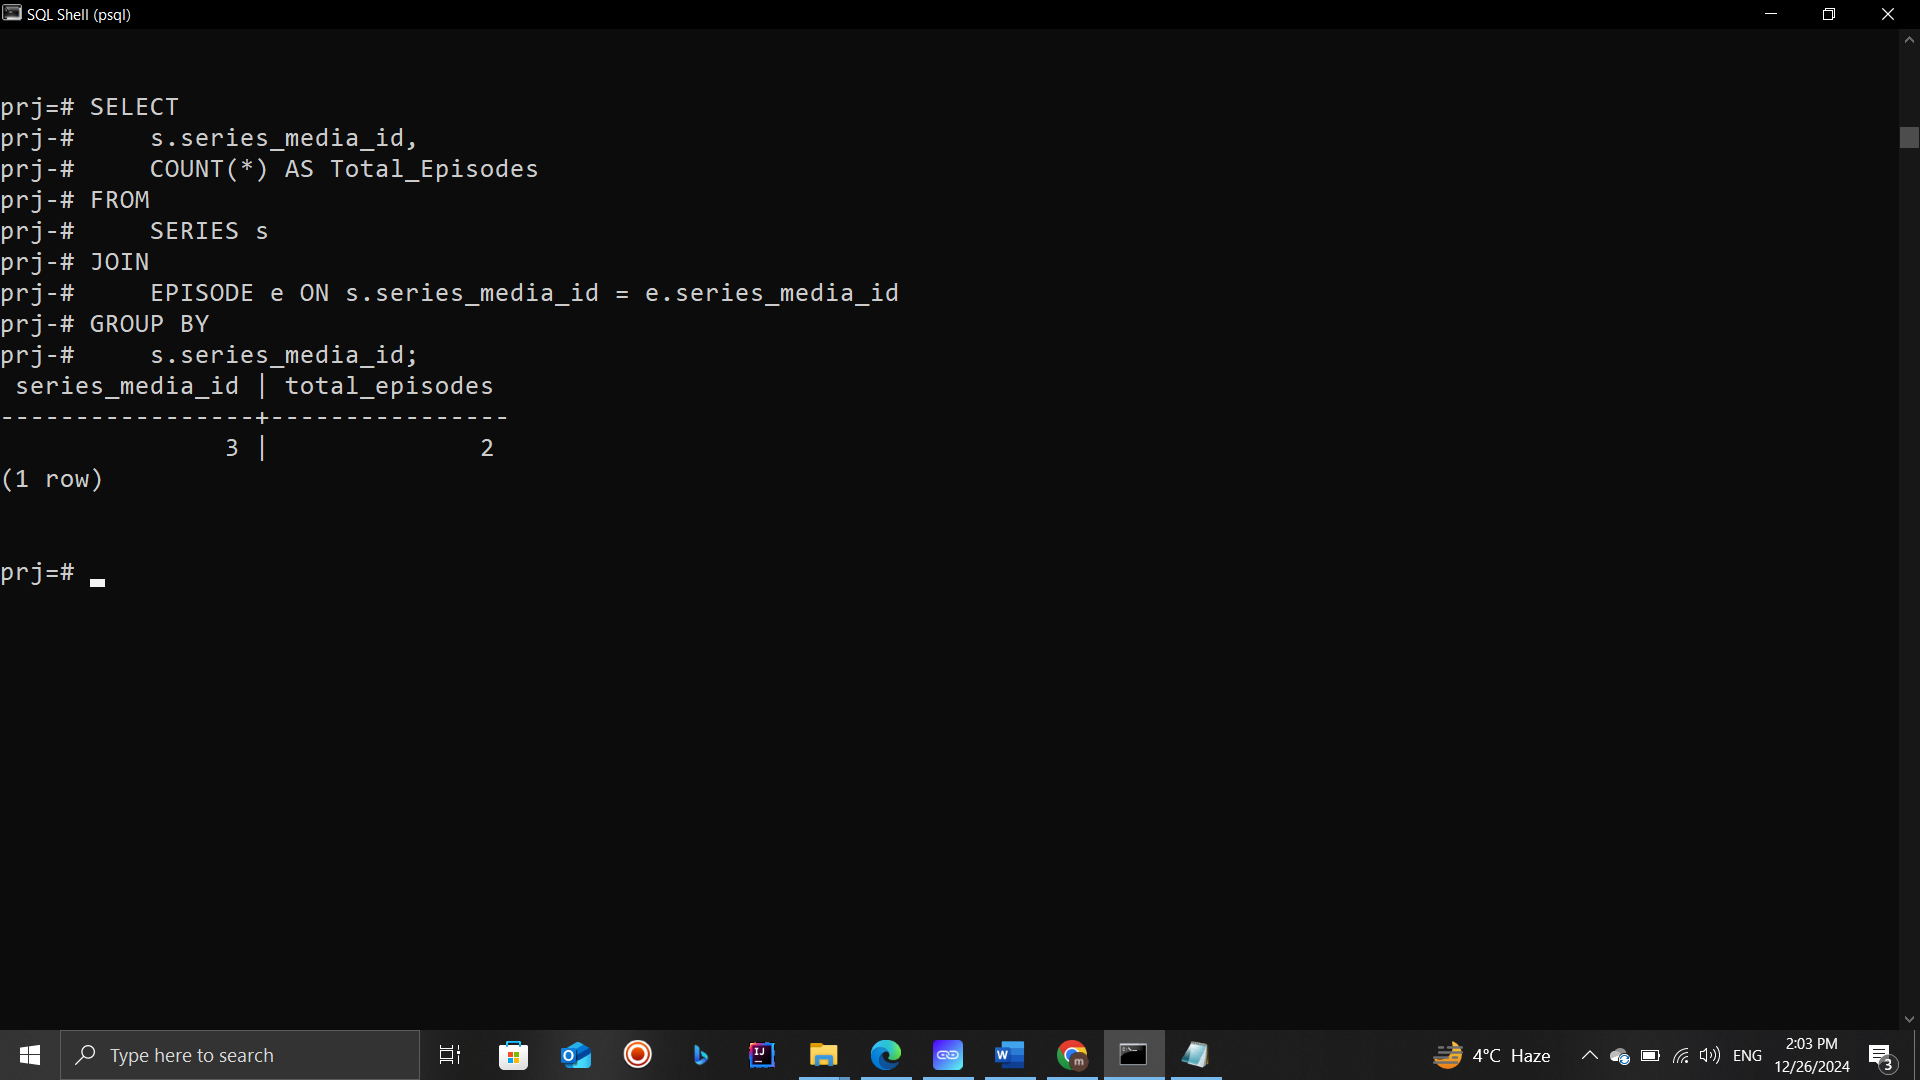 SQL Shell (psql)
prj=# SELECT
prj-#     s.series_media_id,
prj-#     COUNT(*) AS Total_Episodes
prj-# FROM
prj-#     SERIES s
prj-# JOIN
prj-#     EPISODE e ON s.series_media_id = e.series_media_id
prj-# GROUP BY
prj-#     s.series_media_id;
 series_media_id | total_episodes
-----------------+----------------
               3 |              2
(1 row)
prj=#
Type here to search
4°C Haze
ENG
2:03 PM
12/26/2024
3